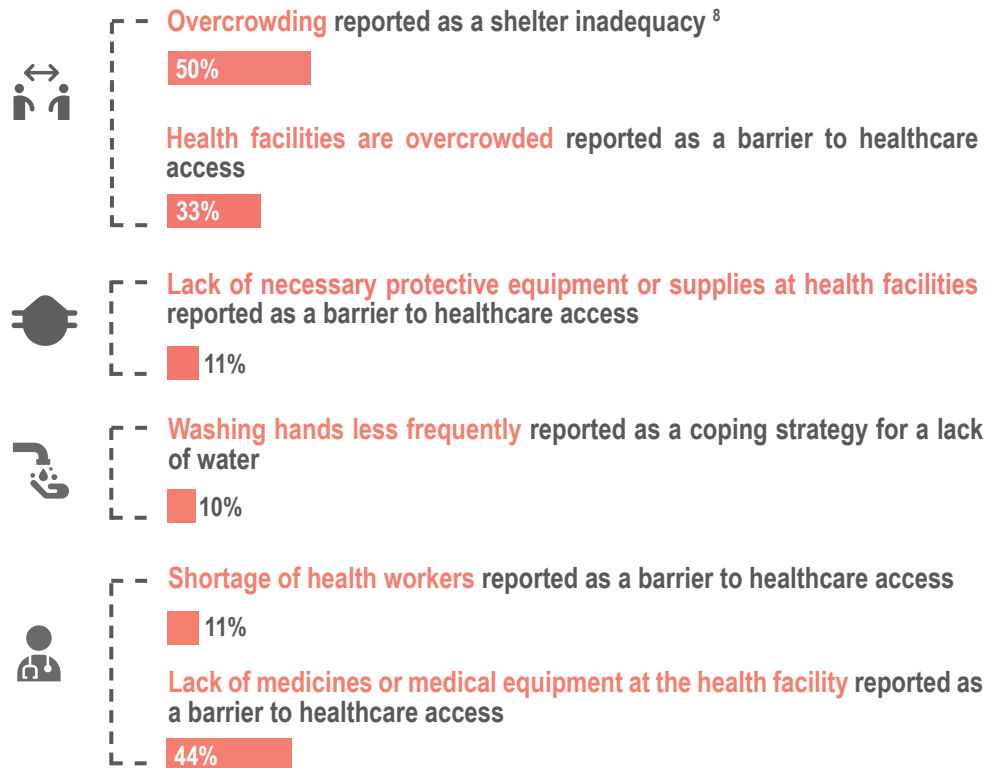 Overcrowding reported as a shelter inadequacy 8
50%
Health facilities are overcrowded reported as a barrier to healthcare
access
33%
Lack of necessary protective equipment or supplies at health facilities
reported as a barrier to healthcare access
11%
Washing hands less frequently reported as a coping strategy for a lack
of water
10%
Shortage of health workers reported as a barrier to healthcare access
11%
Lack of medicines or medical equipment at the health facility reported as
a barrier to healthcare access
44%